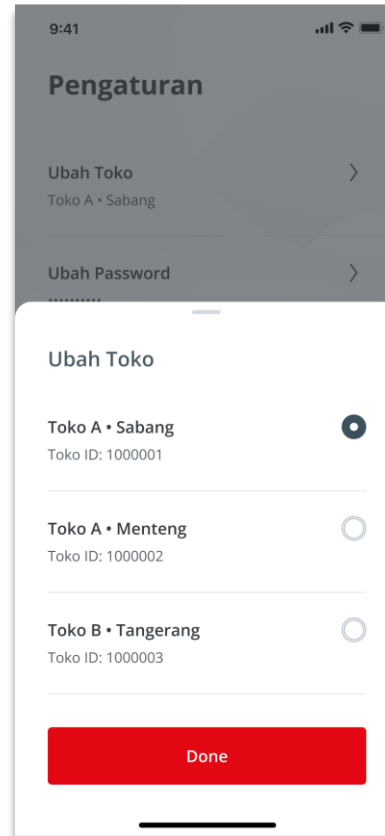 9:41
Pengaturan
Ubah Toko
Toko A • Sabang
Ubah Password
Ubah Toko
Toko A • Sabang
Toko ID: 1000001
Toko A • Menteng
Toko ID: 1000002
Toko B • Tangerang
Toko ID: 1000003
Done